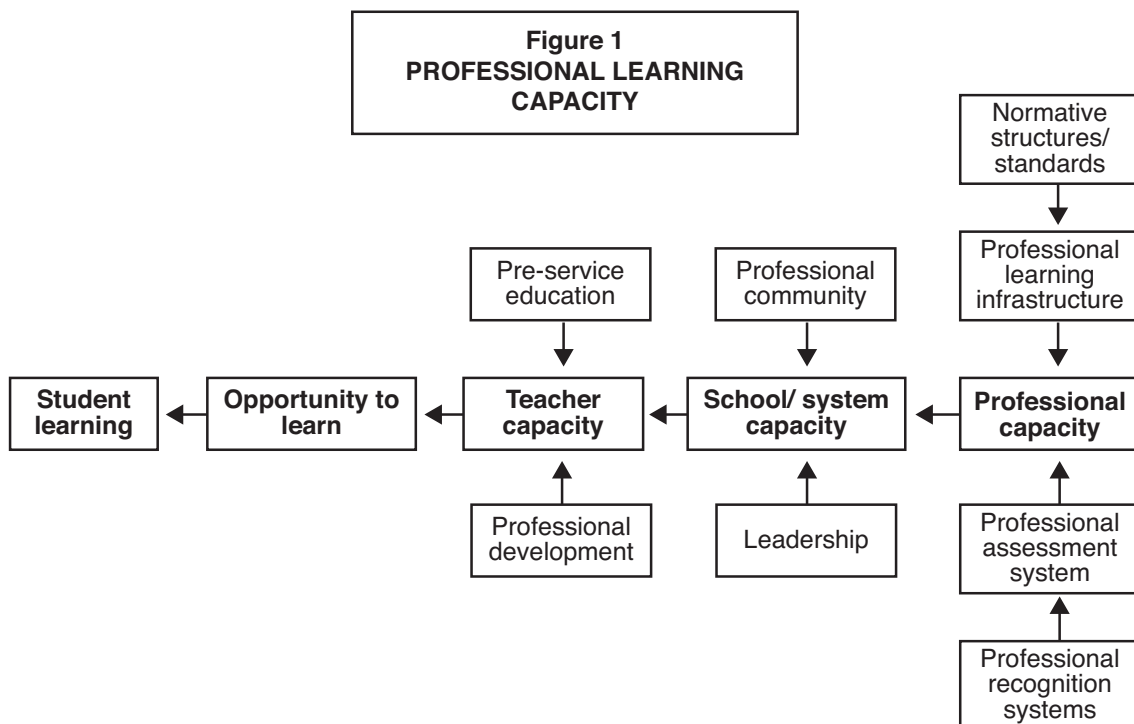 Figure 1
PROFESSIONAL LEARNING
CAPACITY
Normative
structures/
standards
Pre-service
education
Professional
community
Professional
learning
infrastructure
Student
learning
Opportunity to
learn
Teacher
capacity
School/ system
capacity
Professional
capacity
Professional
development
Leadership
Professional
assessment
system
Professional
recognition
systems